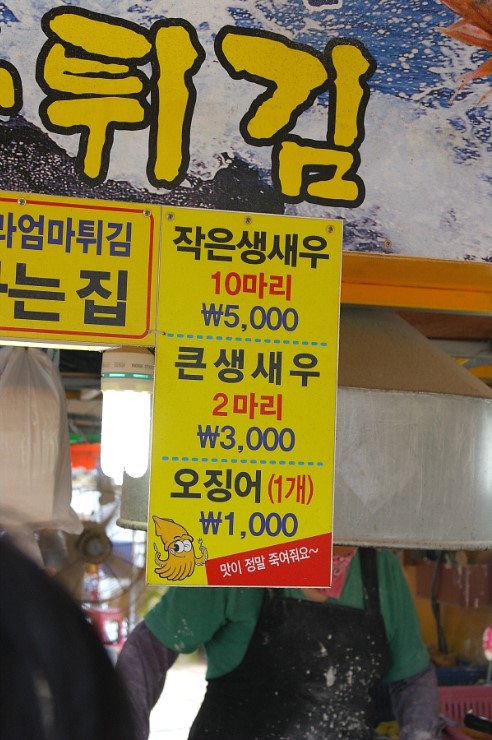 튀김
라엄마튀김
는 집
작은생새우
10마리
₩5,000
큰생새우
2마리
₩3,000
오징어(1개)
₩1,000
맛이 정말 죽여줘요~